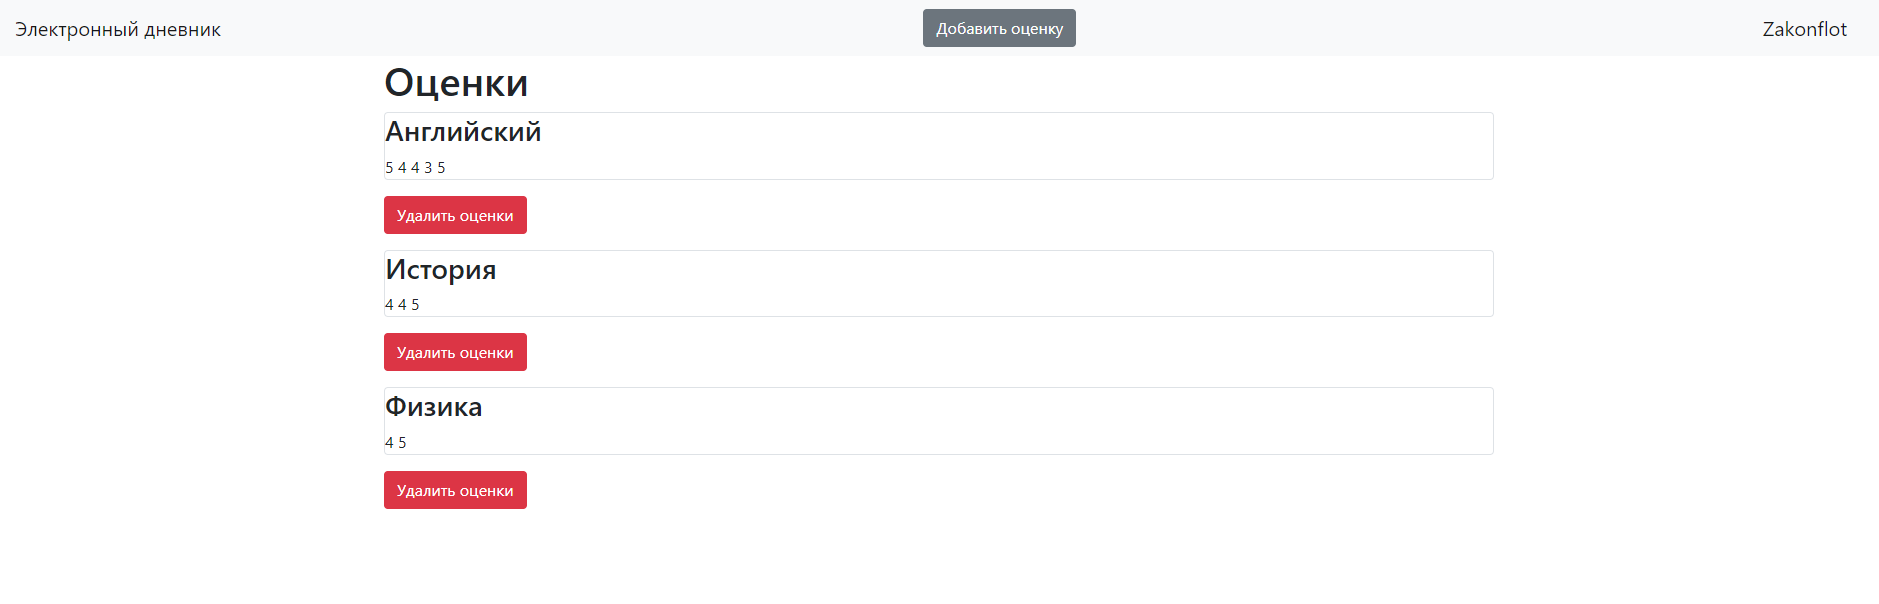 Электронный дневник Добавить оценку Zakonflot
Оценки
Английский
5 4 4 3 5
Удалить оценки
История
4 4 5
Удалить оценки
Физика
4 5
Удалить оценки